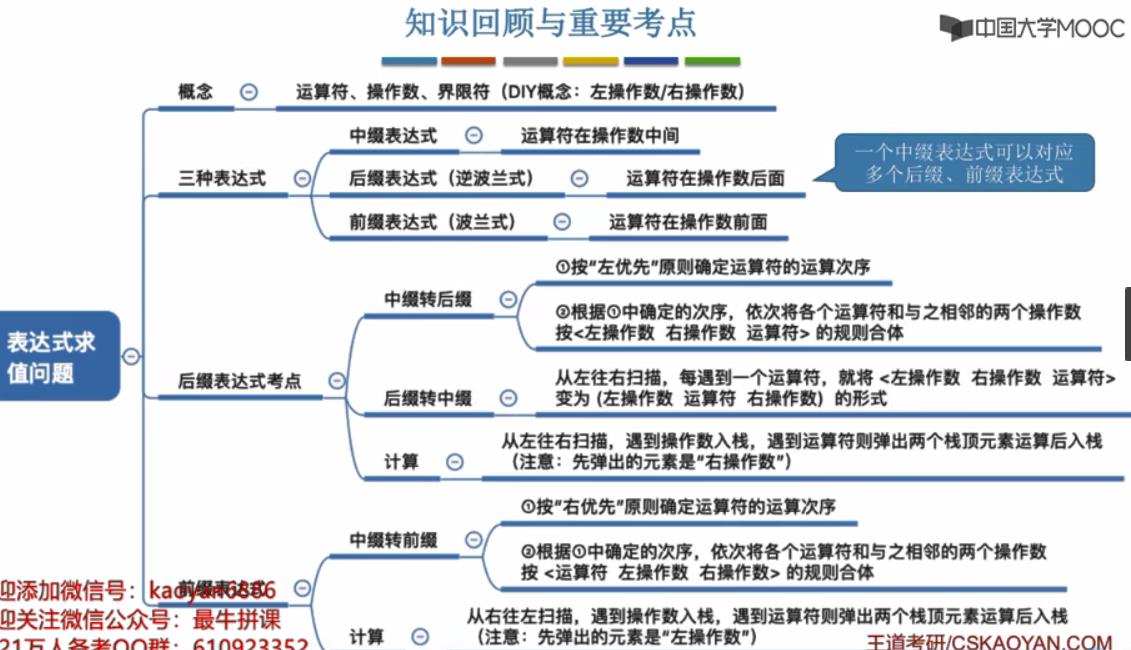 知识回顾与重要考点
中国大学MOOC
概念
运算符、操作数、界限符（DIY概念：左操作数/右操作数）
三种表达式
中缀表达式
运算符在操作数中间
后缀表达式（逆波兰式）
运算符在操作数后面
前缀表达式（波兰式）
运算符在操作数前面
一个中缀表达式可以对应
多个后缀、前缀表达式
表达式求
值问题
后缀表达式考点
中缀转后缀
①按“左优先”原则确定运算符的运算次序
②根据①中确定的次序，依次将各个运算符和与之相邻的两个操作数
按<左操作数 右操作数 运算符> 的规则合体
后缀转中缀
从左往右扫描，每遇到一个运算符，就将 <左操作数 右操作数 运算符>
变为 (左操作数 运算符 右操作数) 的形式
计算
从左往右扫描，遇到操作数入栈，遇到运算符则弹出两个栈顶元素运算后入栈
（注意：先弹出的元素是“右操作数”）
前缀表达式
中缀转前缀
①按“右优先”原则确定运算符的运算次序
②根据①中确定的次序，依次将各个运算符和与之相邻的两个操作数
按 <运算符 左操作数 右操作数> 的规则合体
计算
从右往左扫描，遇到操作数入栈，遇到运算符则弹出两个栈顶元素运算后入栈
（注意：先弹出的元素是“左操作数”）
迎添加微信号：kaoyan6886
迎关注微信公众号：最牛拼课
21万人备考QQ群：610923352
王道考研/CSKAOYAN.COM